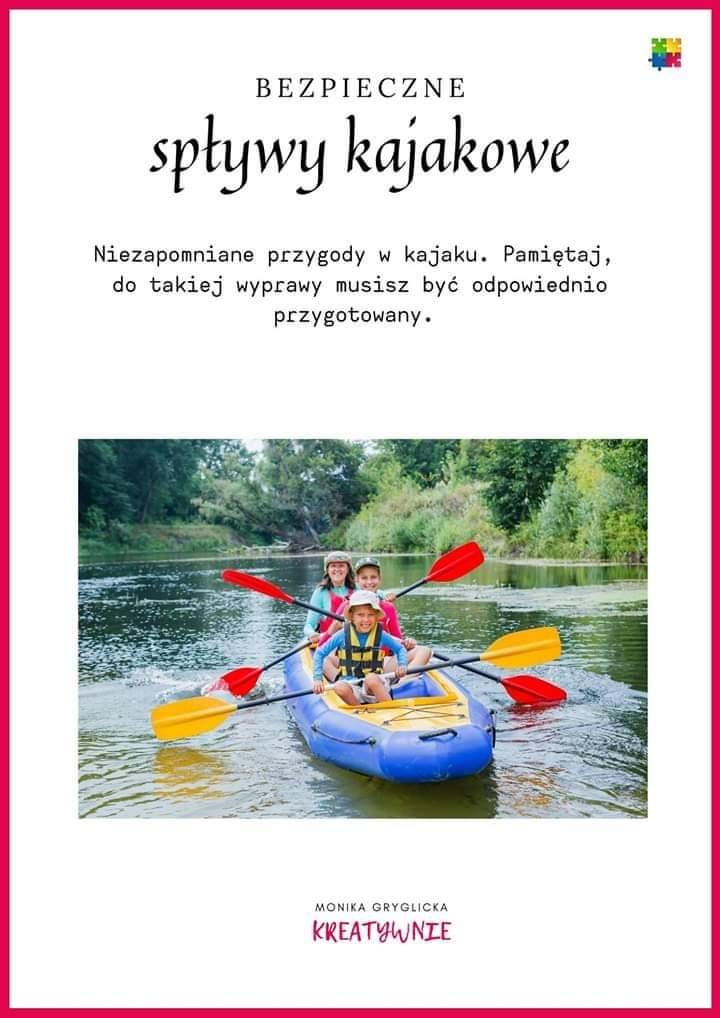 BEZPIECZNE
spływy kajakowe
Niezapomniane przygody w kajaku. Pamiętaj,
do takiej wyprawy musisz być odpowiednio
przygotowany.
MONIKA GRYGLICKA
KREATYWNIE